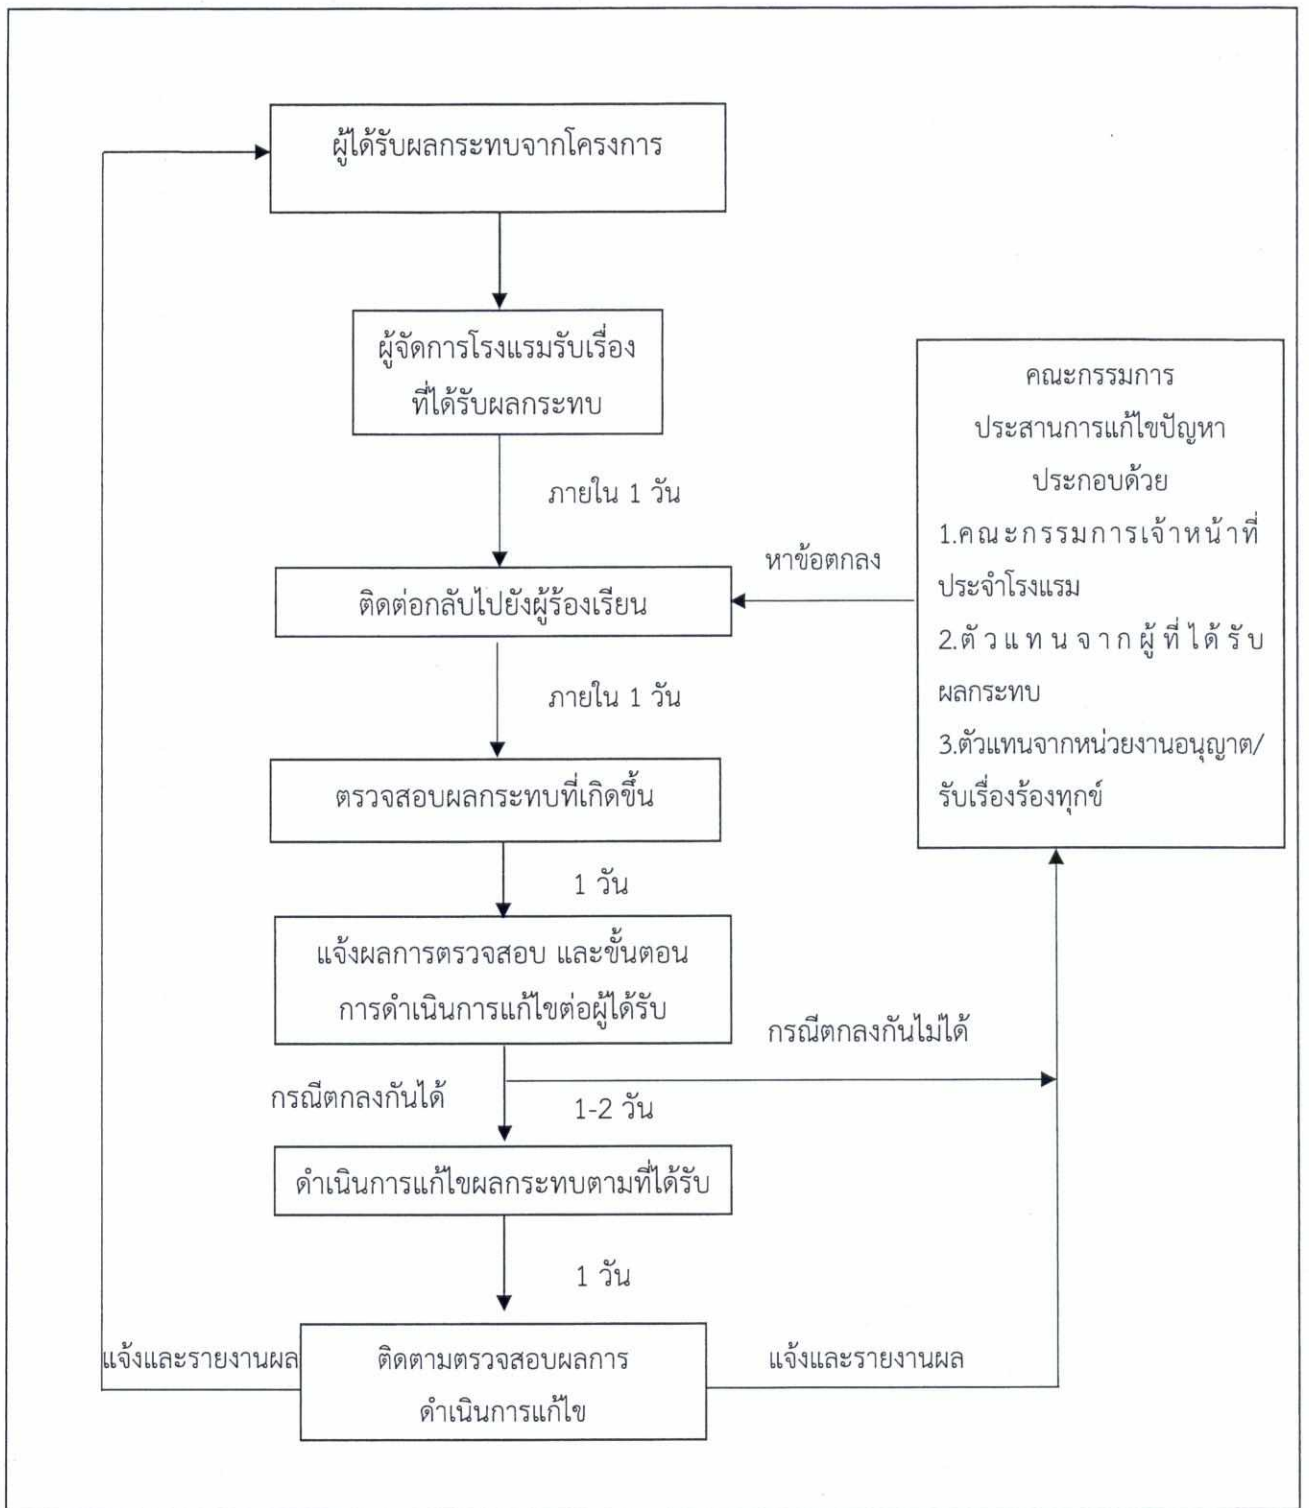 ผู้ได้รับผลกระทบจากโครงการ
ผู้จัดการโรงแรมรับเรื่อง
ที่ได้รับผลกระทบ
ภายใน 1 วัน
ติดต่อกลับไปยังผู้ร้องเรียน
หาข้อตกลง
คณะกรรมการ
ประสานการแก้ไขปัญหา
ประกอบด้วย
1.คณะกรรมการเจ้าหน้าที่
ประจำโรงแรม
2.ตัวแทนจากผู้ที่ได้รับ
ผลกระทบ
3.ตัวแทนจากหน่วยงานอนุญาต/
รับเรื่องร้องทุกข์
ภายใน 1 วัน
ตรวจสอบผลกระทบที่เกิดขึ้น
1 วัน
แจ้งผลการตรวจสอบ และขั้นตอน
การดำเนินการแก้ไขต่อผู้ได้รับ
กรณีตกลงกันไม่ได้
กรณีตกลงกันได้
1-2 วัน
ดำเนินการแก้ไขผลกระทบตามที่ได้รับ
1 วัน
แจ้งและรายงานผล
ติดตามตรวจสอบผลการ
ดำเนินการแก้ไข
แจ้งและรายงานผล